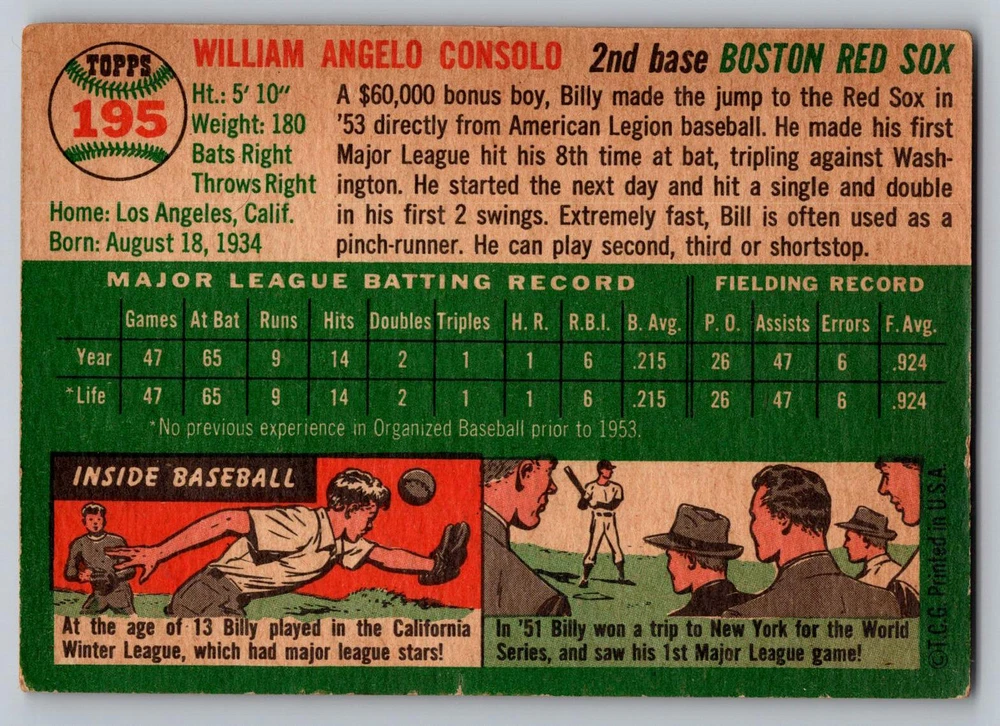 TOPPS
195
WILLIAM ANGELO CONSOLO 2nd base BOSTON RED SOX
Ht.: 5' 10"
Weight: 180
Bats Right
Throws Right
Home: Los Angeles, Calif.
Born: August 18, 1934
A $60,000 bonus boy, Billy made the jump to the Red Sox in
'53 directly from American Legion baseball. He made his first
Major League hit his 8th time at bat, tripling against Wash-
ington. He started the next day and hit a single and double
in his first 2 swings. Extremely fast, Bill is often used as a
pinch-runner. He can play second, third or shortstop.
MAJOR LEAGUE BATTING RECORD FIELDING RECORD
Games At Bat Runs Hits Doubles Triples H. R. R.B.I. B. Avg. P. O. Assists Errors F. Avg.
Year 47 65 9 14 2 1 1 6 .215 26 47 6 .924
*Life 47 65 9 14 2 1 1 6 .215 26 47 6 .924
*No previous experience in Organized Baseball prior to 1953.
INSIDE BASEBALL
At the age of 13 Billy played in the California
Winter League, which had major league stars!
In '51 Billy won a trip to New York for the World
Series, and saw his 1st Major League game!
©T.C.G. Printed in U.S.A.